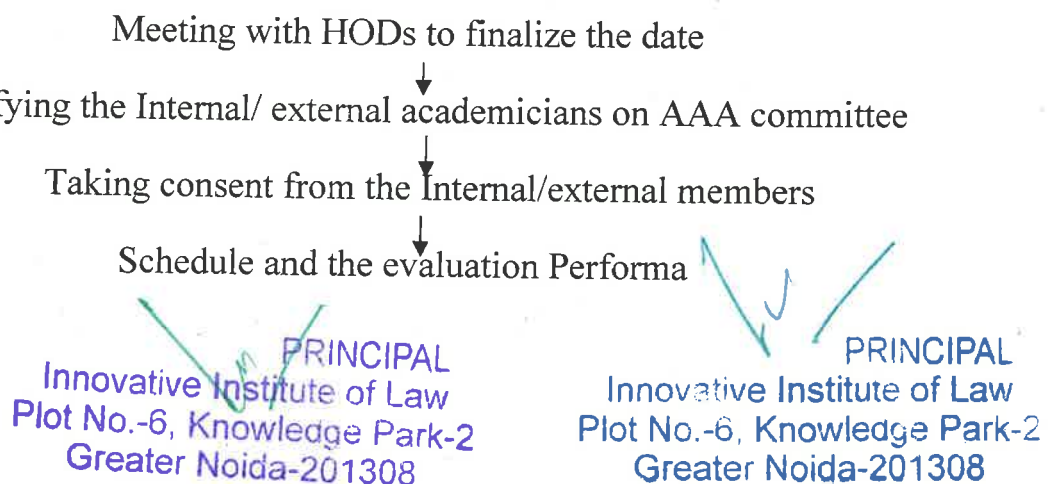 Meeting with HODs to finalize the date
fying the Internal/ external academicians on AAA committee
Taking consent from the Internal/external members
Schedule and the evaluation Performa
PRINCIPAL
Innovative Institute of Law
Plot No.-6, Knowledge Park-2
Greater Noida-201308
PRINCIPAL
Innovative Institute of Law
Plot No.-6, Knowledge Park-2
Greater Noida-201308